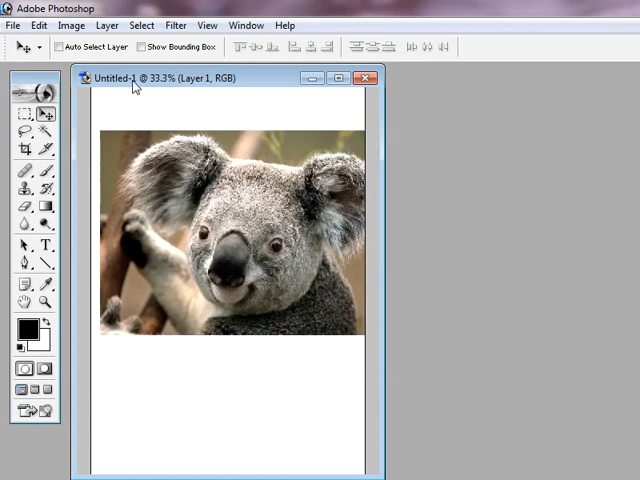 Adobe Photoshop
File Edit Image Layer Select Filter View Window Help
Auto Select Layer Show Bounding Box
Untitled-1 @ 33.3% (Layer 1, RGB)
T